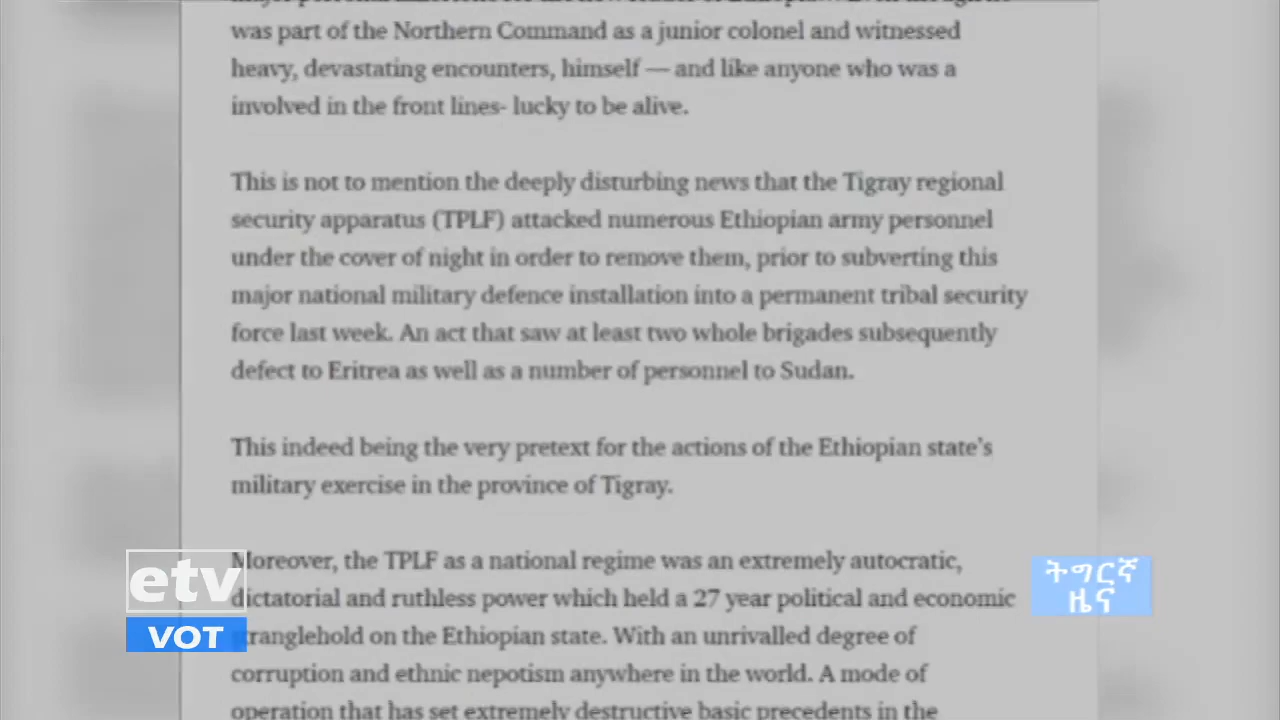 was part of the Northern Command as a junior colonel and witnessed
heavy, devastating encounters, himself — and like anyone who was a
involved in the front lines- lucky to be alive.
This is not to mention the deeply disturbing news that the Tigray regional
security apparatus (TPLF) attacked numerous Ethiopian army personnel
under the cover of night in order to remove them, prior to subverting this
major national military defence installation into a permanent tribal security
force last week. An act that saw at least two whole brigades subsequently
defect to Eritrea as well as a number of personnel to Sudan.
This indeed being the very pretext for the actions of the Ethiopian state's
military exercise in the province of Tigray.
Moreover, the TPLF as a national regime was an extremely autocratic,
dictatorial and ruthless power which held a 27 year political and economic
stranglehold on the Ethiopian state. With an unrivalled degree of
corruption and ethnic nepotism anywhere in the world. A mode of
operation that has set extremely destructive basic precedents in the
etv
VOT
ትግርኛ
ዜና